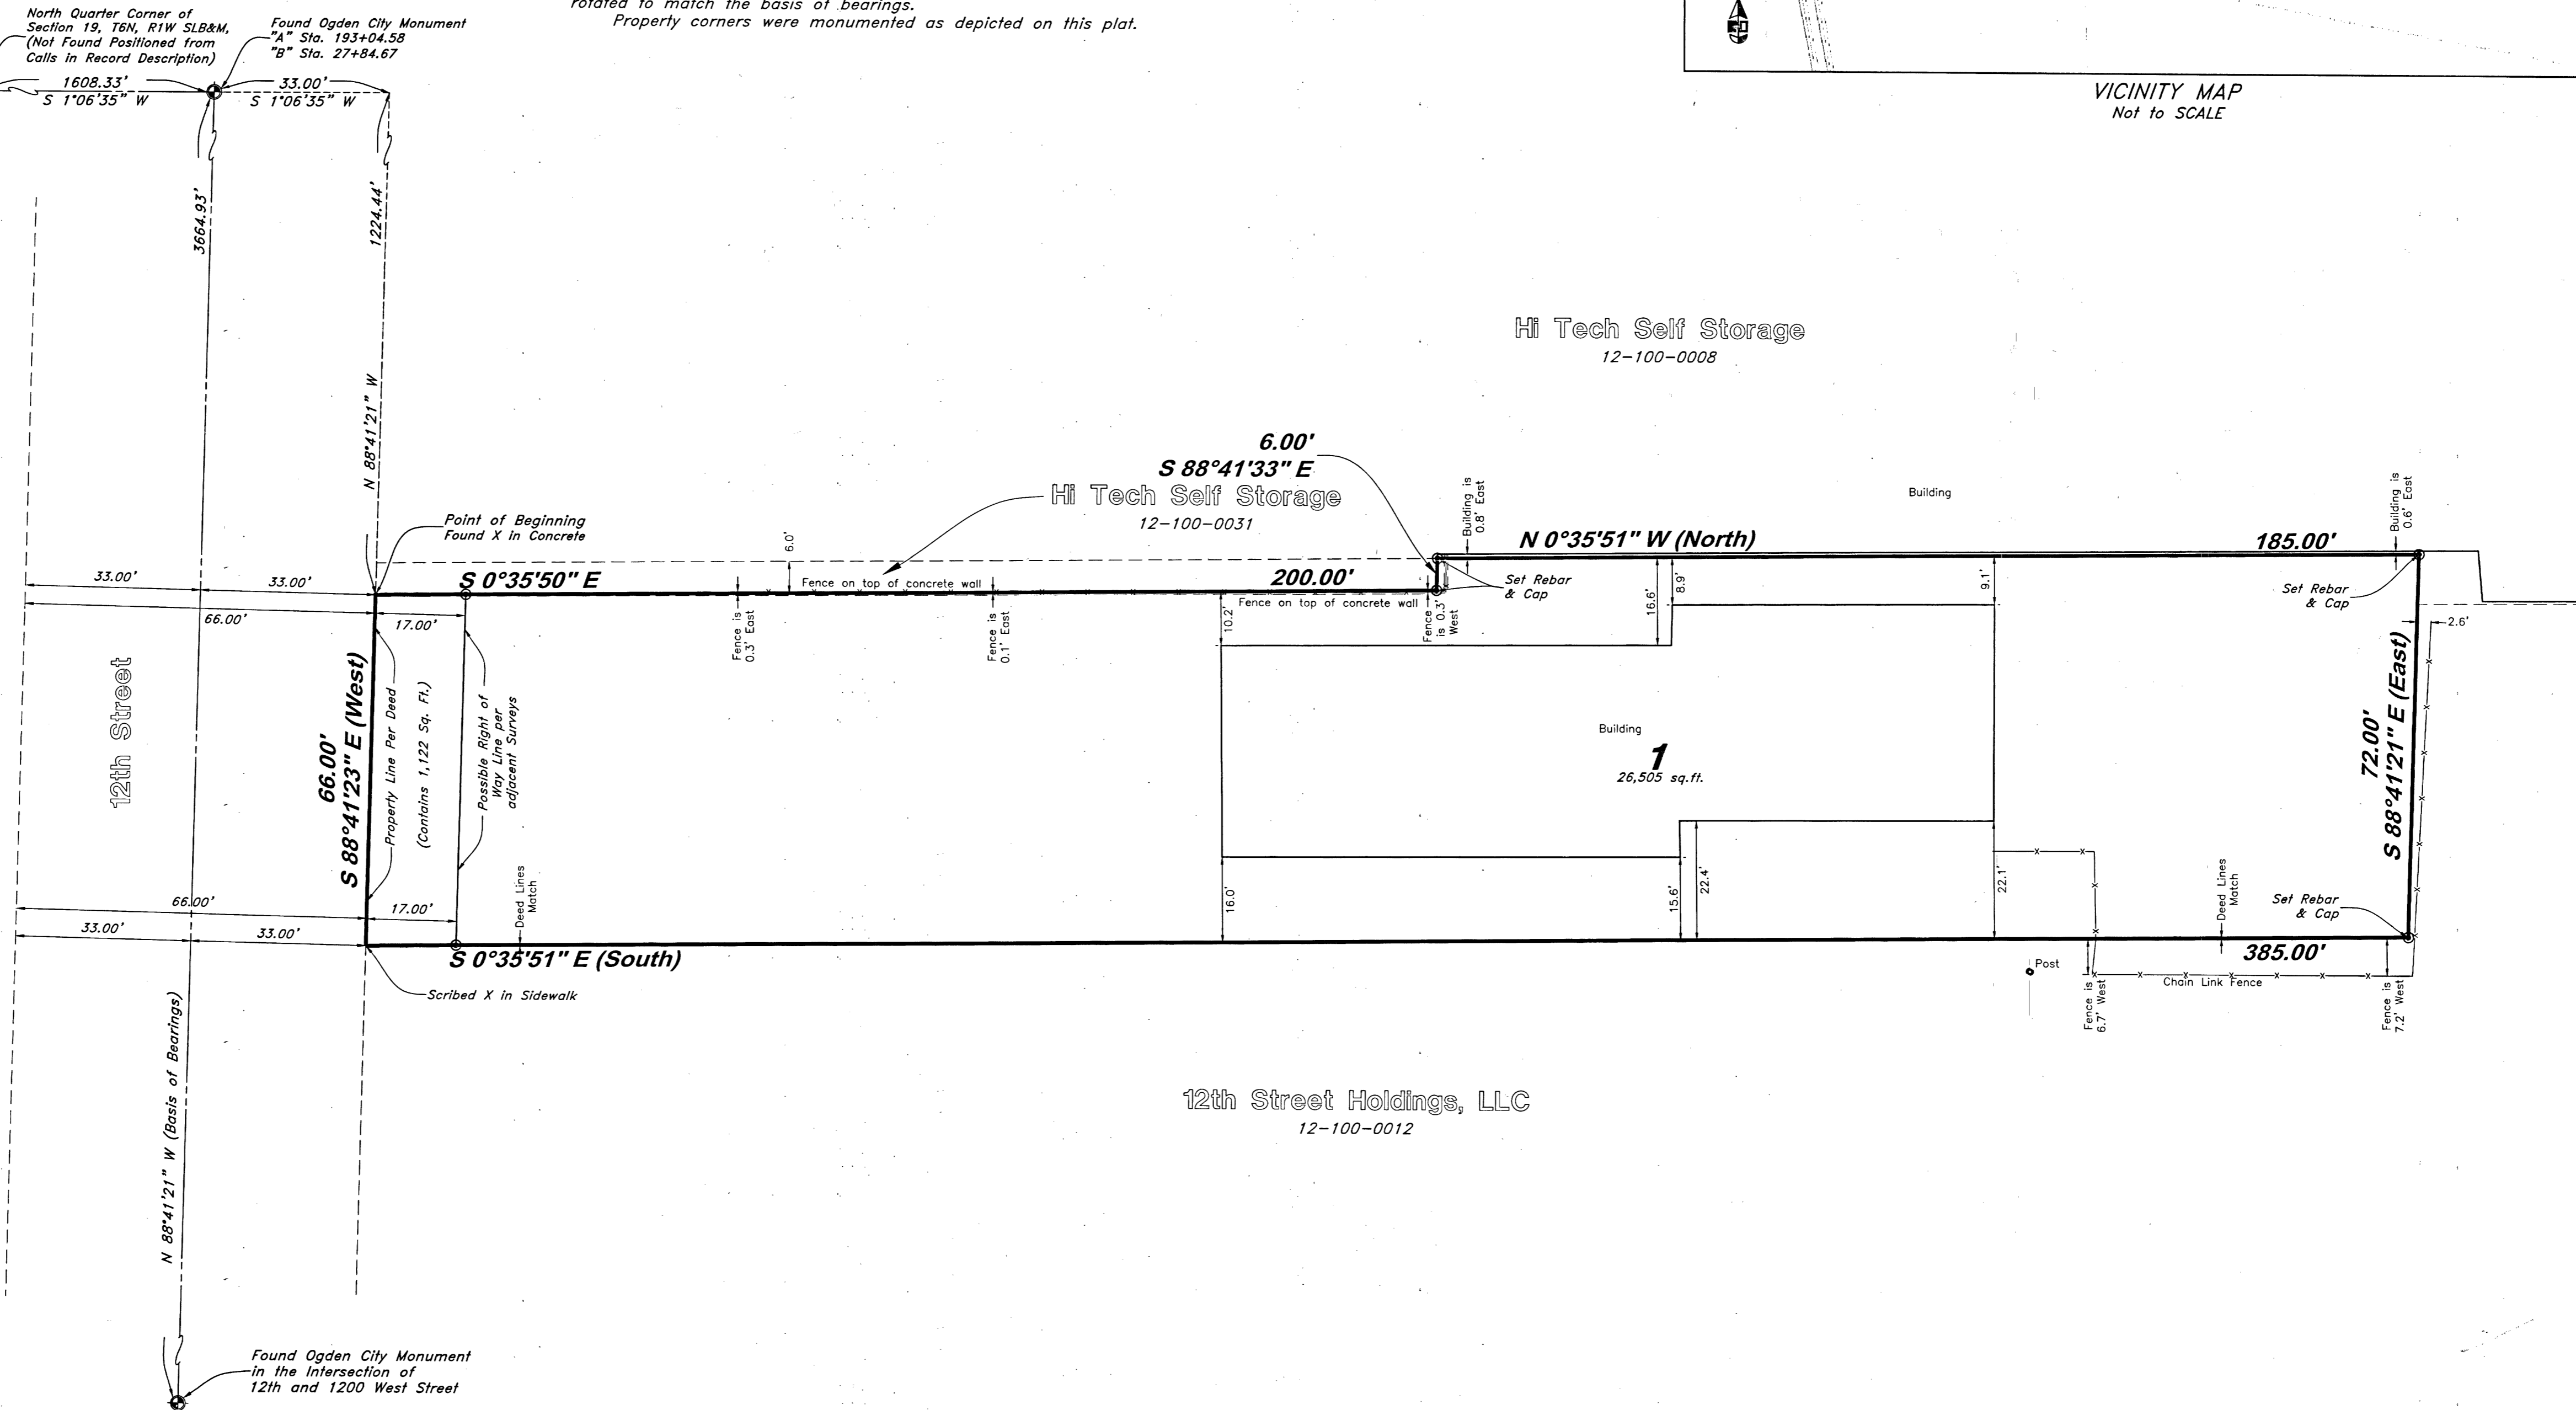 rotated to match the basis of bearings.
Property corners were monumented as depicted on this plat.
North Quarter Corner of
Section 19, T6N, R1W SLB&M,
(Not Found Positioned from
Calls in Record Description)
Found Ogden City Monument
"A" Sta. 193+04.58
"B" Sta. 27+84.67
1608.33'
S 1°06'35" W
33.00'
S 1°06'35" W
VICINITY MAP
Not to SCALE
3664.93'
1224.44'
N 88°41'21" W
Hi Tech Self Storage
12-100-0008
6.00'
S 88°41'33" E
Hi Tech Self Storage
12-100-0031
Building
Building is
0.8' East
Building is
0.6' East
Point of Beginning
Found X in Concrete
6.0'
N 0°35'51" W (North)
185.00'
33.00'
33.00'
66.00'
17.00'
S 0°35'50" E
Fence on top of concrete wall
200.00'
Fence on top of concrete wall
Set Rebar
& Cap
16.6'
8.9'
9.1'
Set Rebar
& Cap
2.6'
Fence is
0.3' East
Fence is
0.1' East
10.2'
Fence
is 0.3'
West
12th Street
66.00'
S 88°41'23" E (West)
Property Line Per Deed
(Contains 1,122 Sq. Ft.)
Possible Right of
Way Line per
adjacent Surveys
Building
1
26,505 sq.ft.
72.00'
S 88°41'21" E (East)
66.00'
17.00'
33.00'
33.00'
Deed Lines
Match
16.0'
15.6'
22.4'
22.1'
Deed Lines
Match
Set Rebar
& Cap
S 0°35'51" E (South)
385.00'
Scribed X in Sidewalk
Post
Fence is
6.7' West
Chain Link Fence
Fence is
7.2' West
N 88°41'21" W (Basis of Bearings)
12th Street Holdings, LLC
12-100-0012
Found Ogden City Monument
in the Intersection of
12th and 1200 West Street